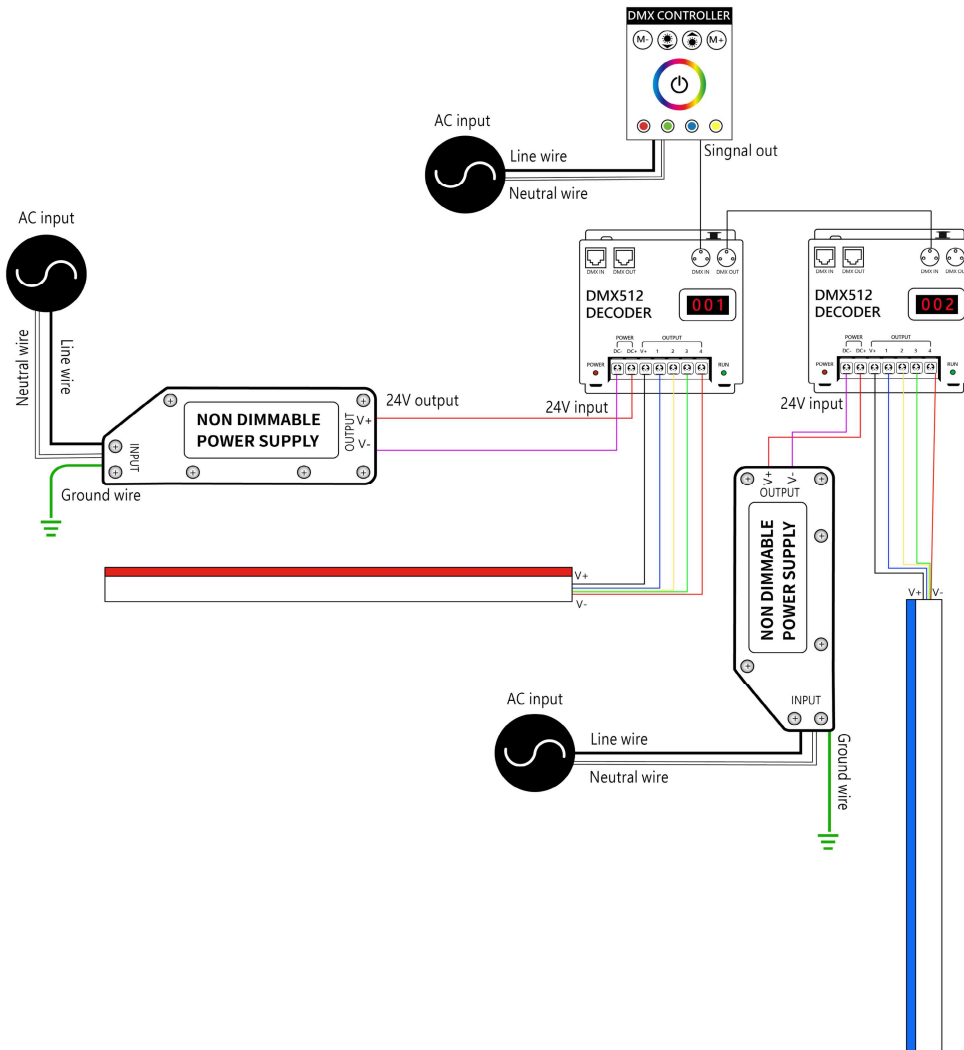 DMX CONTROLLER
M-
M+
AC input
Line wire
Neutral wire
Singnal out
AC input
Neutral wire
Line wire
DMX IN
DMX OUT
DMX IN
DMX OUT
DMX512
DECODER
001
POWER
OUTPUT
DC-
DC+
V+
1
2
3
4
POWER
RUN
24V input
DMX IN
DMX OUT
DMX IN
DMX OU
DMX512
DECODER
002
POWER
OUTPUT
DC-
DC+
V+
1
2
3
4
POWER
RUN
24V input
NON DIMMABLE
POWER SUPPLY
INPUT
OUTPUT
V+
V-
24V output
Ground wire
V+
V-
V+
V-
OUTPUT
NON DIMMABLE
POWER SUPPLY
INPUT
V+
V-
AC input
Line wire
Neutral wire
Ground wire